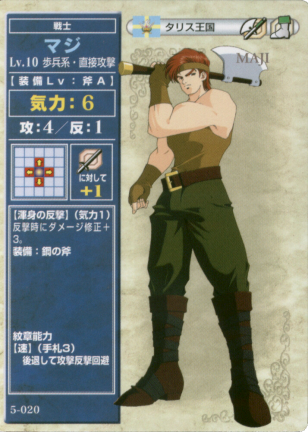 戦士
タリス王国
マジ
MAJI
Lv.10 歩兵系・直接攻撃
【装備Lv：斧A】
気力：6
攻：4／反：1
に対して
+1
【渾身の反撃】(気力1)
反撃時にダメージ修正＋
3。
装備：鋼の斧
紋章能力
【速】(手札3)
後退して攻撃反撃回避
5-020